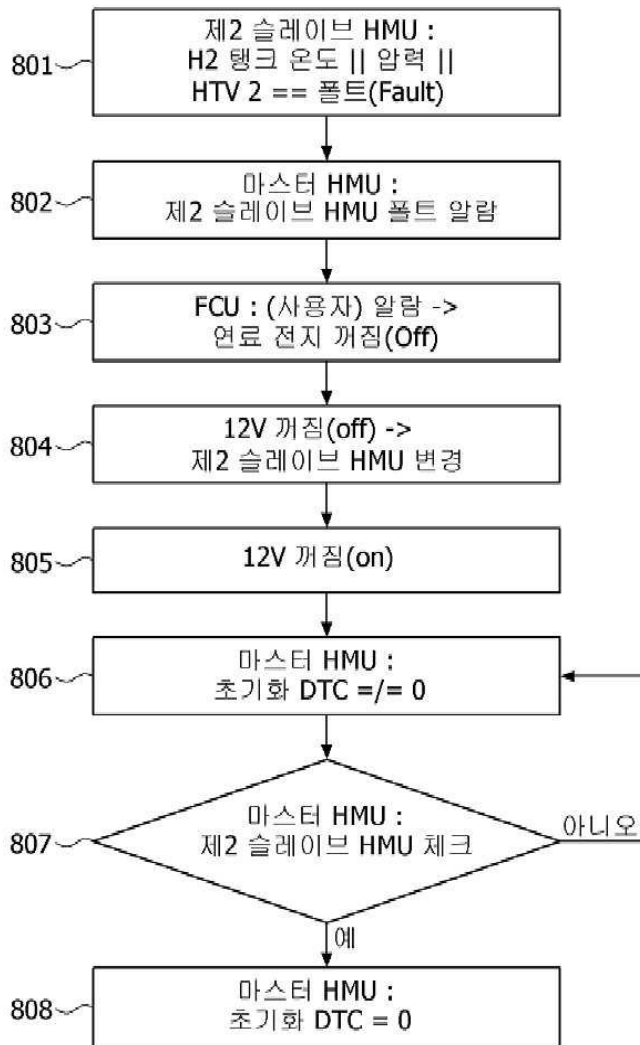 801
제2 슬레이브 HMU :
H2 탱크 온도 || 압력 ||
HTV 2 == 폴트(Fault)
802
마스터 HMU :
제2 슬레이브 HMU 폴트 알람
803
FCU : (사용자) 알람 ->
연료 전지 꺼짐(Off)
804
12V 꺼짐(off) ->
제2 슬레이브 HMU 변경
805
12V 꺼짐(on)
806
마스터 HMU :
초기화 DTC =/= 0
807
마스터 HMU :
제2 슬레이브 HMU 체크
아니오
예
808
마스터 HMU :
초기화 DTC = 0